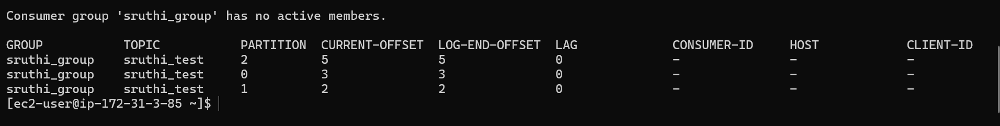 Consumer group 'sruthi_group' has no active members.
GROUP TOPIC PARTITION CURRENT-OFFSET LOG-END-OFFSET LAG CONSUMER-ID HOST CLIENT-ID
sruthi_group sruthi_test 2 5 5 0 - - -
sruthi_group sruthi_test 0 3 3 0 - - -
sruthi_group sruthi_test 1 2 2 0 - - -
[ec2-user@ip-172-31-3-85 ~]$